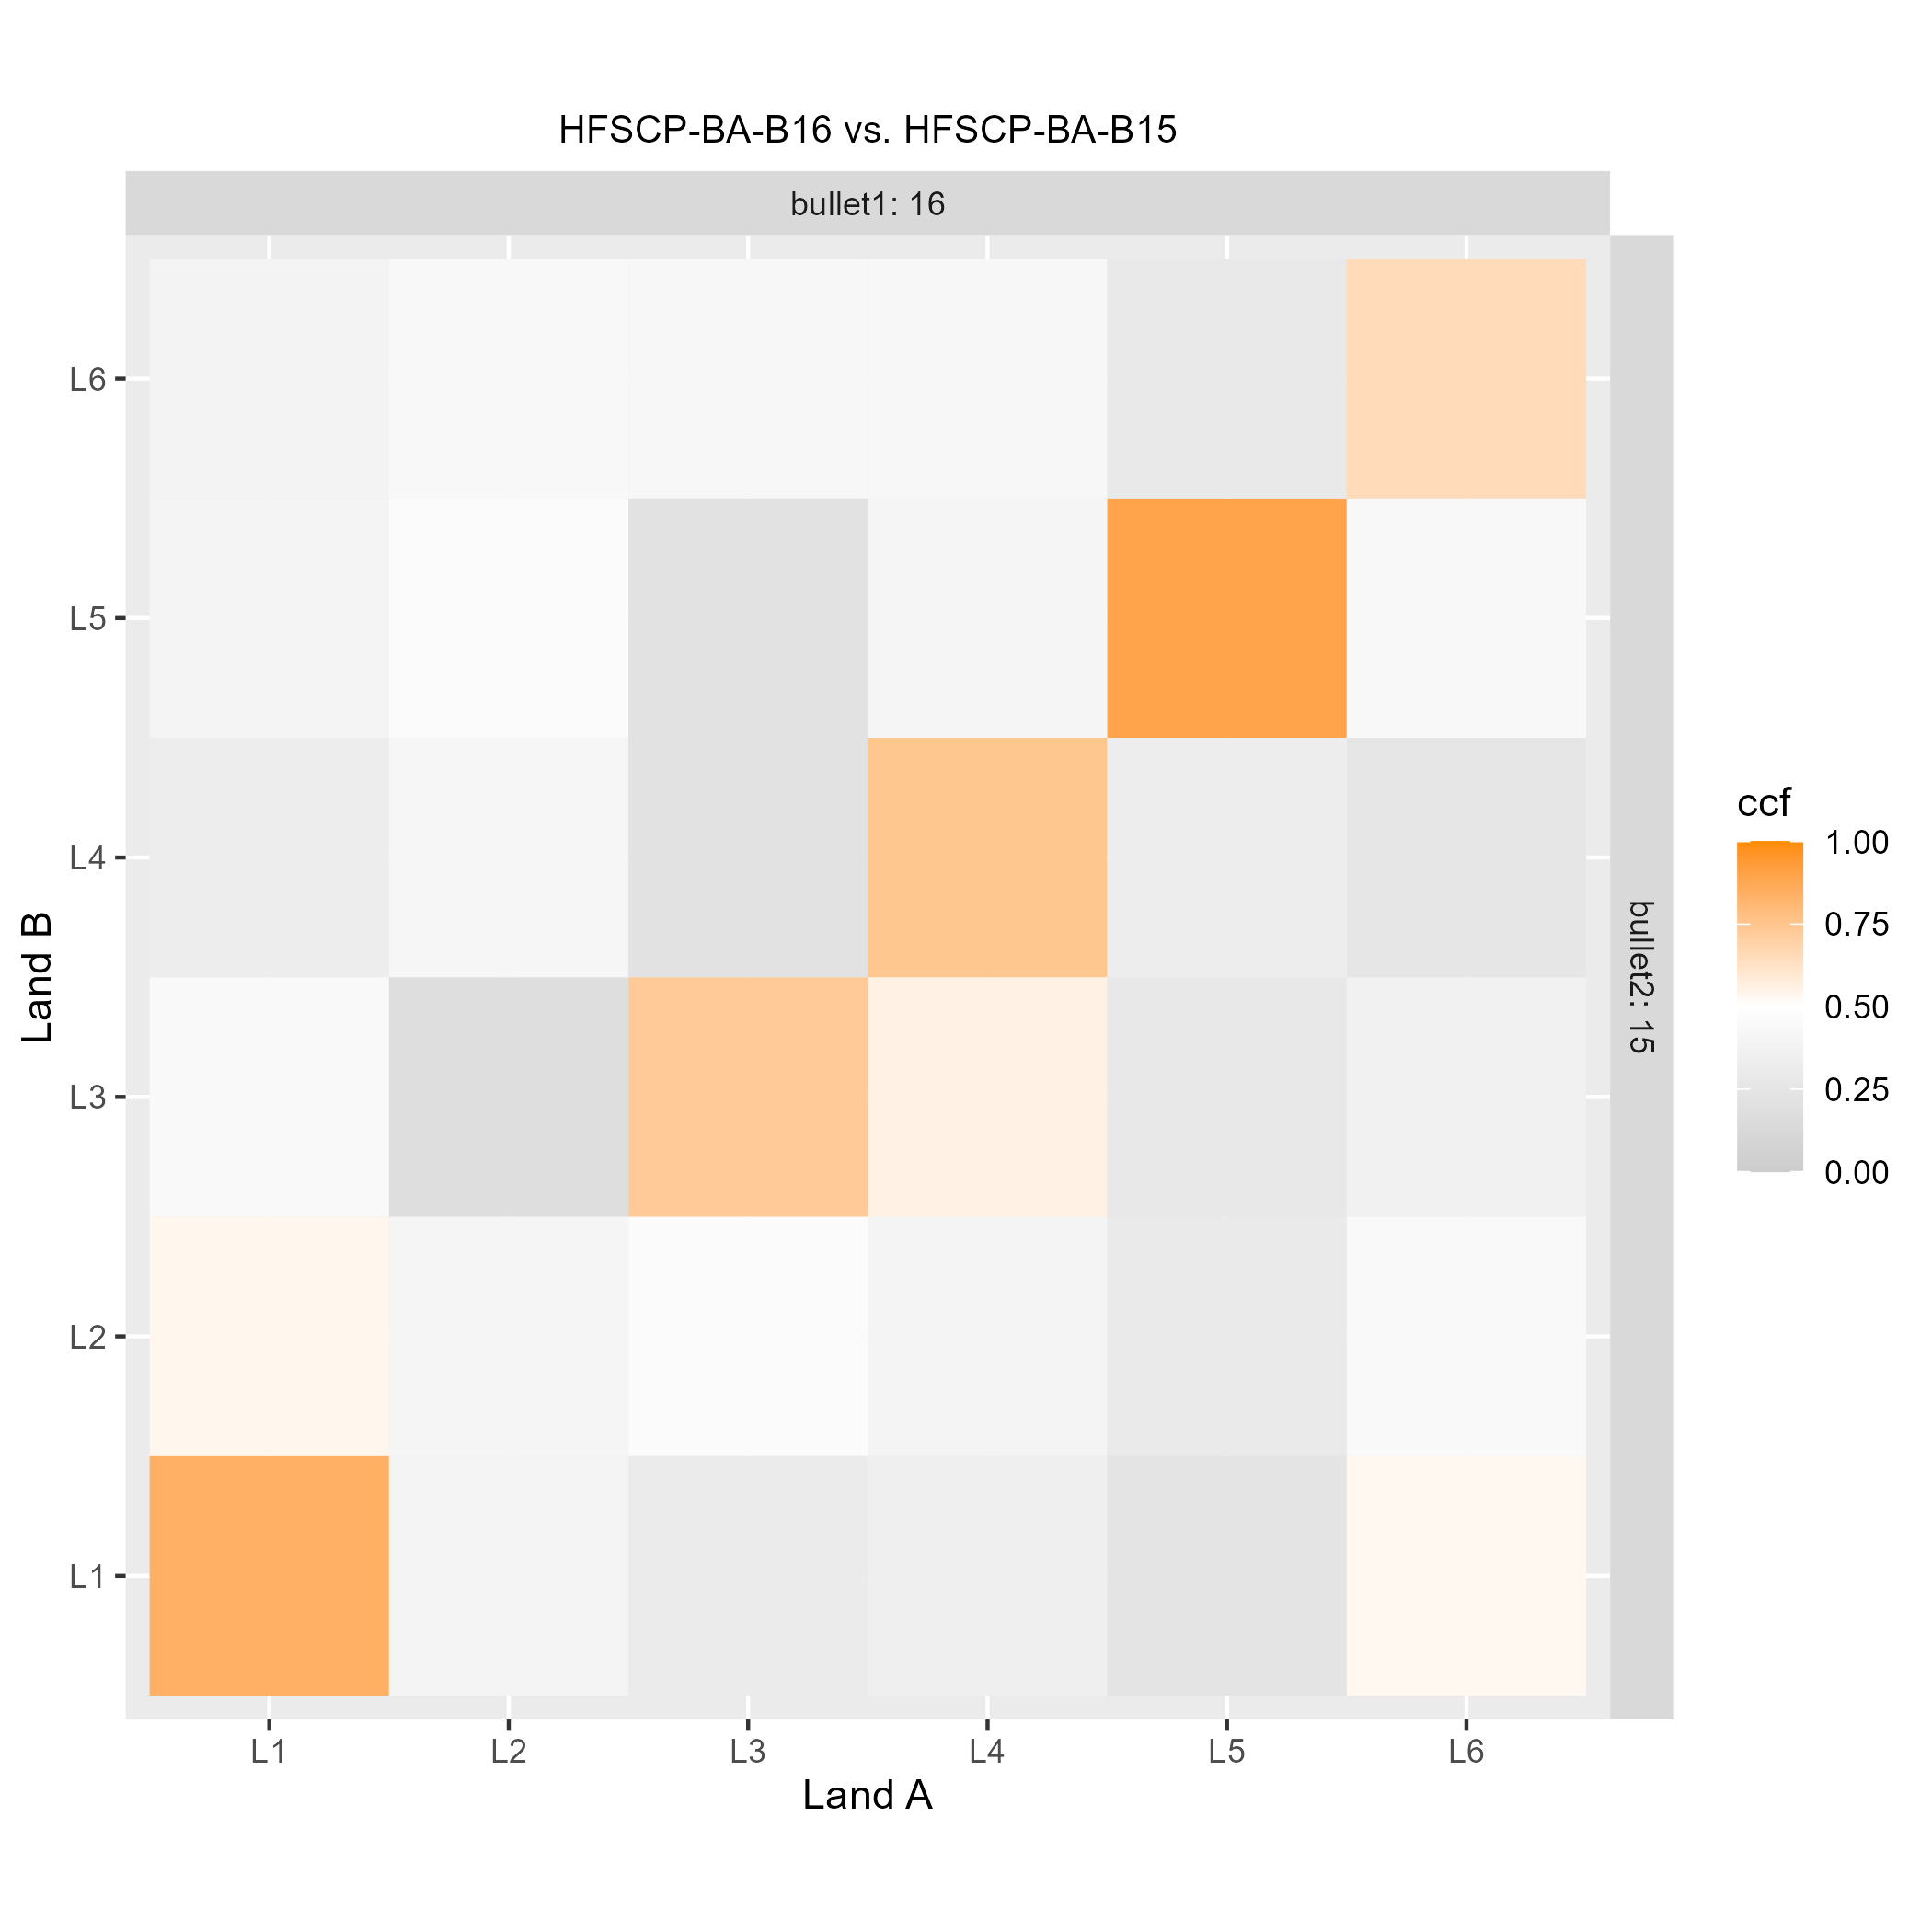 HFSCP-BA-B16 vs. HFSCP-BA-B15
bullet1: 16
L6
L5
L4
L3
L2
L1
Land B
bullet2: 15
L1 L2 L3 L4 L5 L6
Land A
ccf
1.00
0.75
0.50
0.25
0.00